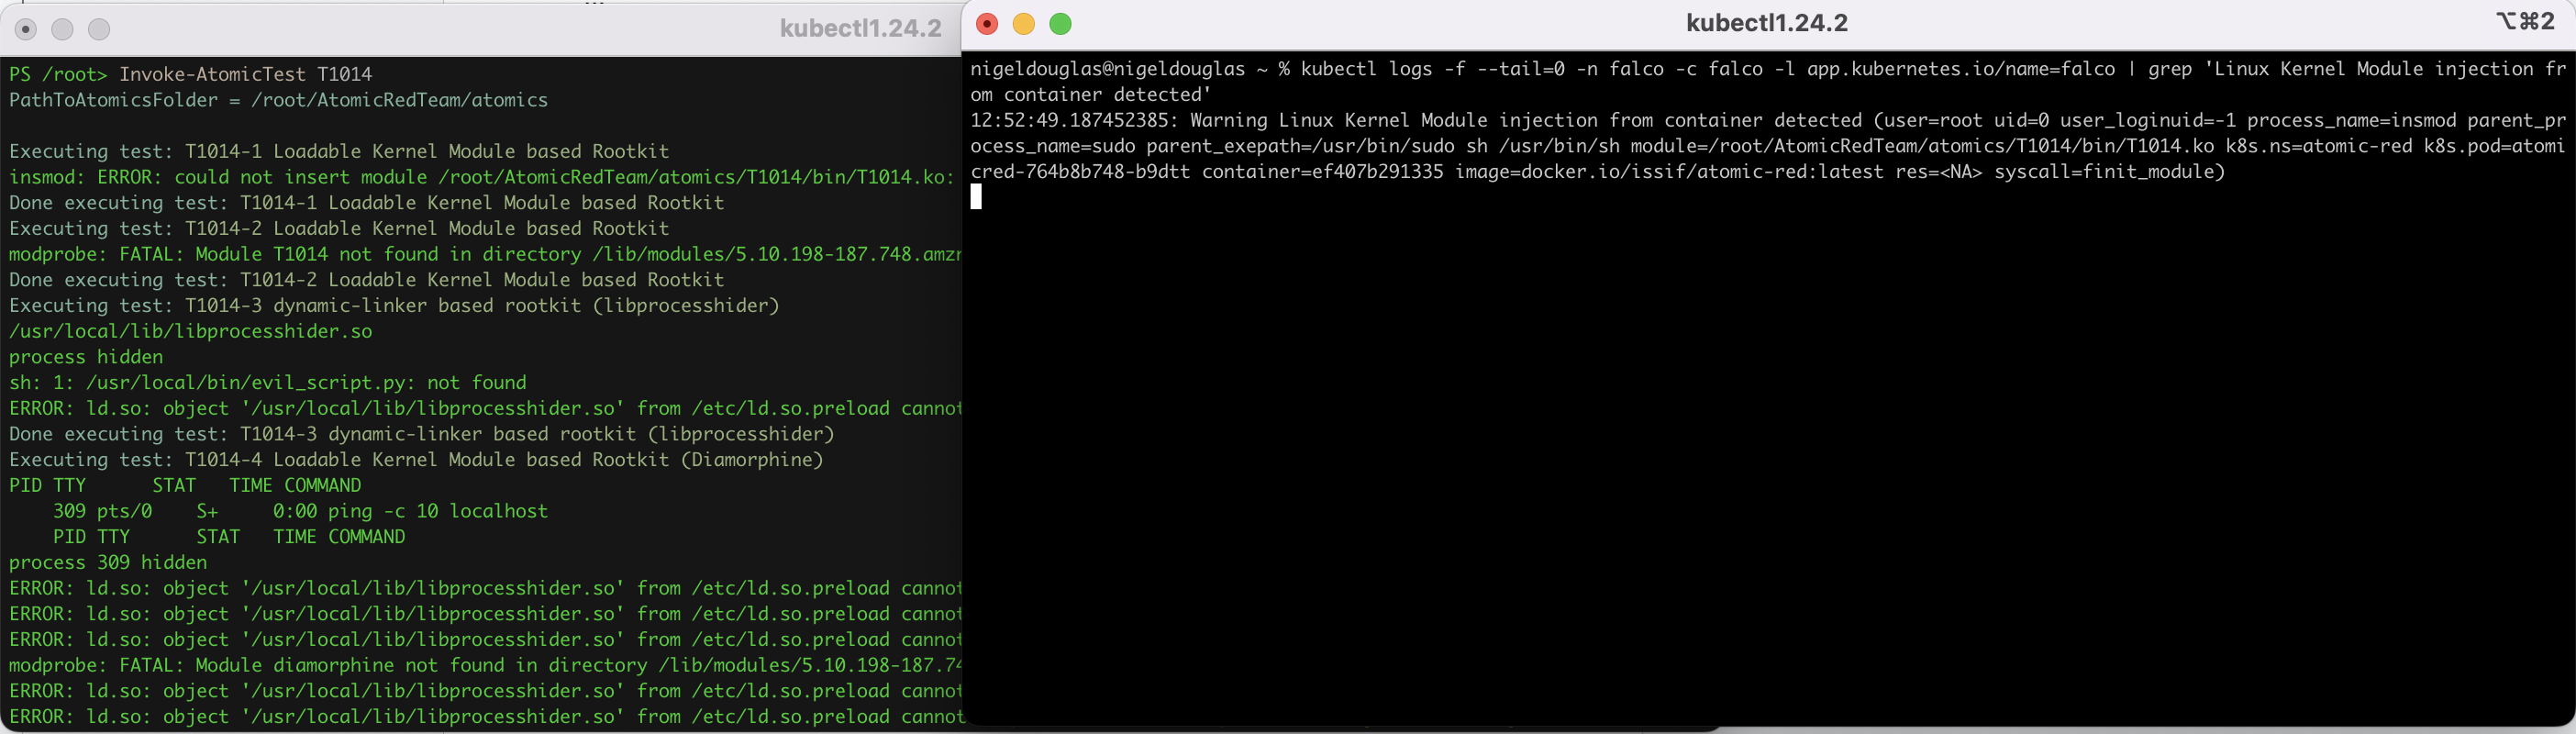 kubectl1.24.2
PS /root> Invoke-AtomicTest T1014
PathToAtomicsFolder = /root/AtomicRedTeam/atomics
Executing test: T1014-1 Loadable Kernel Module based Rootkit
insmod: ERROR: could not insert module /root/AtomicRedTeam/atomics/T1014/bin/T1014.ko:
Done executing test: T1014-1 Loadable Kernel Module based Rootkit
Executing test: T1014-2 Loadable Kernel Module based Rootkit
modprobe: FATAL: Module T1014 not found in directory /lib/modules/5.10.198-187.748.amzn
Done executing test: T1014-2 Loadable Kernel Module based Rootkit
Executing test: T1014-3 dynamic-linker based rootkit (libprocesshider)
/usr/local/lib/libprocesshider.so
process hidden
sh: 1: /usr/local/bin/evil_script.py: not found
ERROR: ld.so: object '/usr/local/lib/libprocesshider.so' from /etc/ld.so.preload cannot
Done executing test: T1014-3 dynamic-linker based rootkit (libprocesshider)
Executing test: T1014-4 Loadable Kernel Module based Rootkit (Diamorphine)
PID TTY      STAT   TIME COMMAND
    309 pts/0    S+     0:00 ping -c 10 localhost
    PID TTY      STAT   TIME COMMAND
process 309 hidden
ERROR: ld.so: object '/usr/local/lib/libprocesshider.so' from /etc/ld.so.preload cannot
ERROR: ld.so: object '/usr/local/lib/libprocesshider.so' from /etc/ld.so.preload cannot
ERROR: ld.so: object '/usr/local/lib/libprocesshider.so' from /etc/ld.so.preload cannot
modprobe: FATAL: Module diamorphine not found in directory /lib/modules/5.10.198-187.74
ERROR: ld.so: object '/usr/local/lib/libprocesshider.so' from /etc/ld.so.preload cannot
ERROR: ld.so: object '/usr/local/lib/libprocesshider.so' from /etc/ld.so.preload cannot
kubectl1.24.2
⌥⌘2
nigeldouglas@nigeldouglas ~ % kubectl logs -f --tail=0 -n falco -c falco -l app.kubernetes.io/name=falco | grep 'Linux Kernel Module injection fr
om container detected'
12:52:49.187452385: Warning Linux Kernel Module injection from container detected (user=root uid=0 user_loginuid=-1 process_name=insmod parent_pr
ocess_name=sudo parent_exepath=/usr/bin/sudo sh /usr/bin/sh module=/root/AtomicRedTeam/atomics/T1014/bin/T1014.ko k8s.ns=atomic-red k8s.pod=atomi
cred-764b8b748-b9dtt container=ef407b291335 image=docker.io/issif/atomic-red:latest res=<NA> syscall=finit_module)